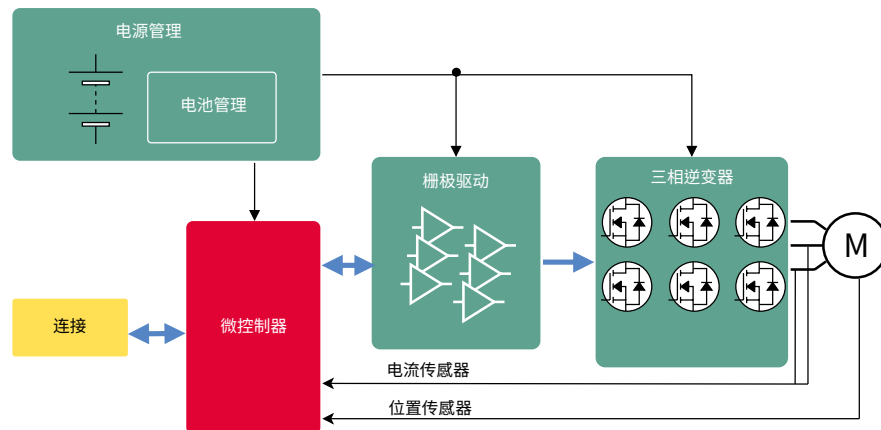 电源管理
电池管理
栅极驱动
三相逆变器
M
连接
微控制器
电流传感器
位置传感器